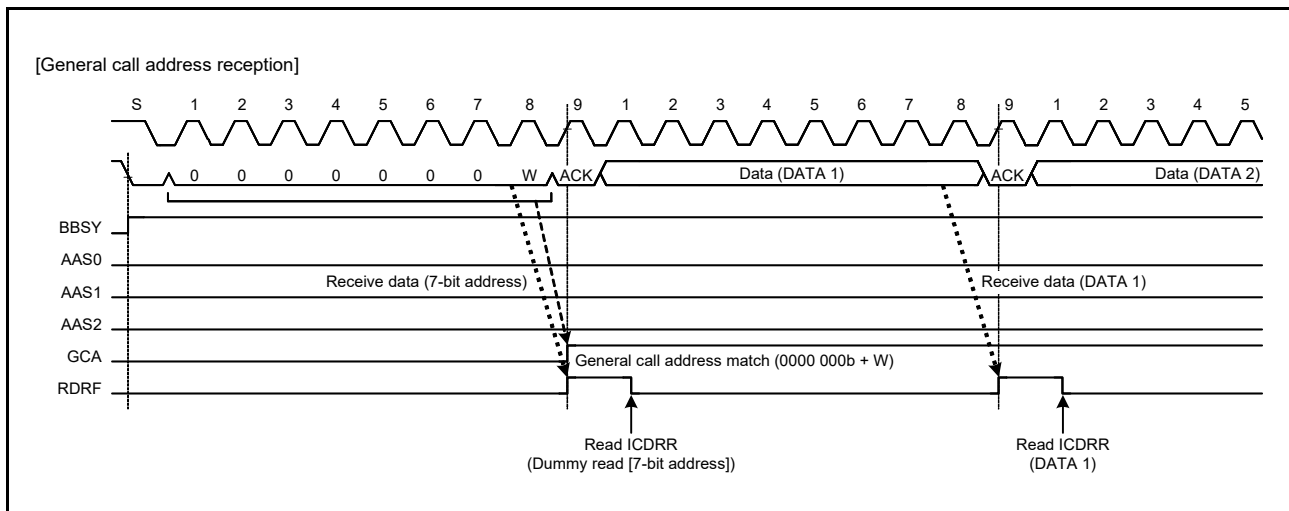 [General call address reception]
S 1 2 3 4 5 6 7 8 9 1 2 3 4 5 6 7 8 9 1 2 3 4 5
0 0 0 0 0 0 0 W ACK Data (DATA 1) ACK Data (DATA 2)
BBSY
AAS0
Receive data (7-bit address) Receive data (DATA 1)
AAS1
AAS2
GCA General call address match (0000 000b + W)
RDRF
Read ICDRR Read ICDRR
(Dummy read [7-bit address]) (DATA 1)